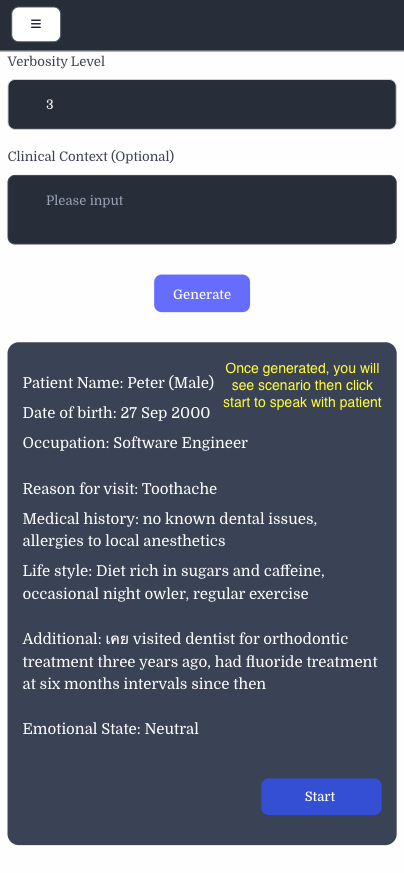 Verbosity Level
3
Clinical Context (Optional)
Please input
Generate
Once generated, you will
see scenario then click
start to speak with patient
Patient Name: Peter (Male)
Date of birth: 27 Sep 2000
Occupation: Software Engineer
Reason for visit: Toothache
Medical history: no known dental issues,
allergies to local anesthetics
Life style: Diet rich in sugars and caffeine,
occasional night owler, regular exercise
Additional: เคย visited dentist for orthodontic
treatment three years ago, had fluoride treatment
at six months intervals since then
Emotional State: Neutral
Start